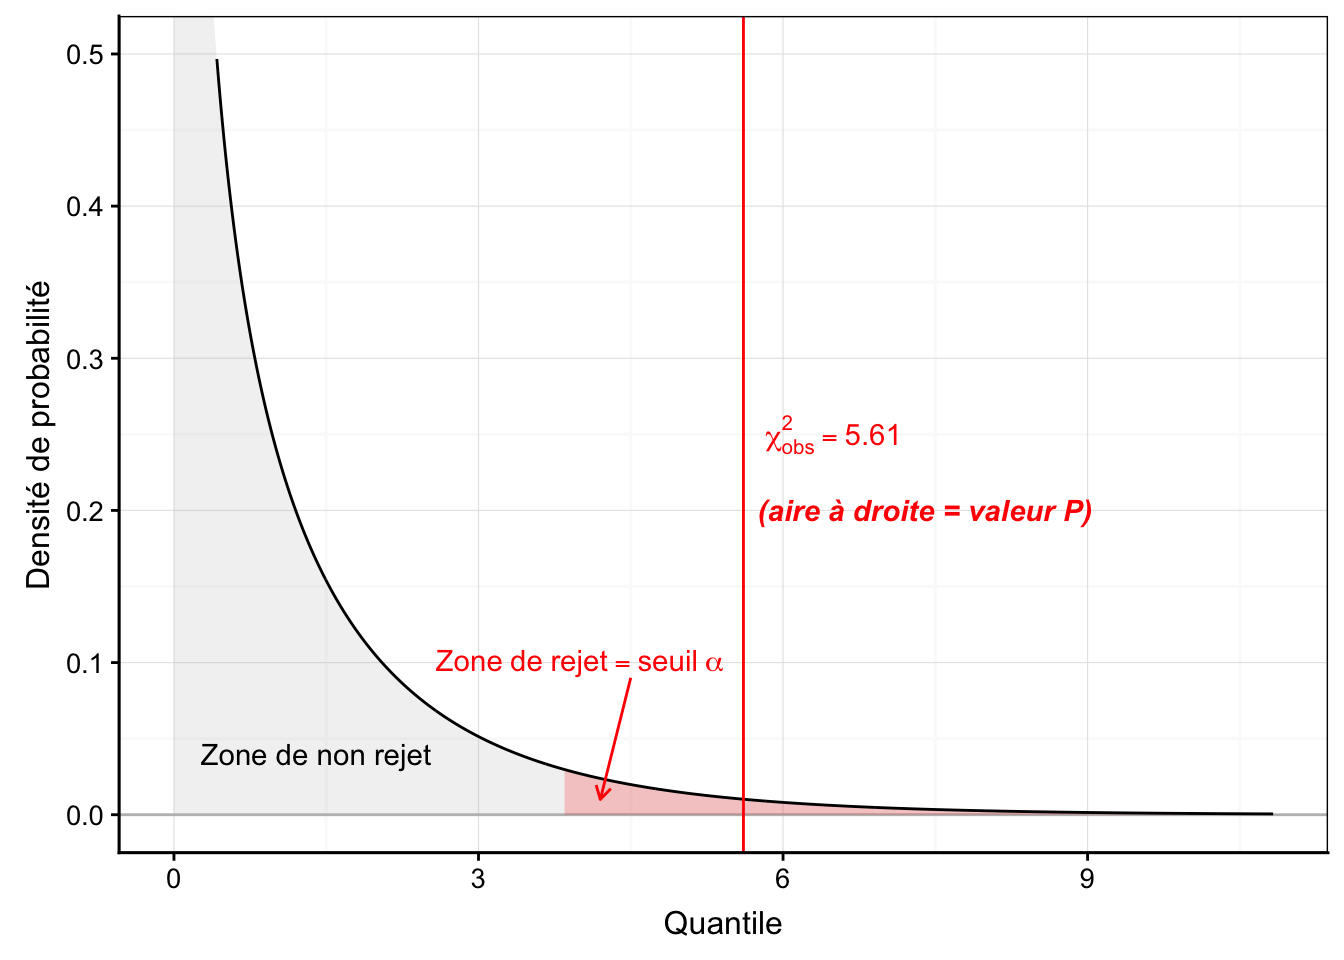 0.5
0.4
0.3
0.2
0.1
0.0
Densité de probabilité
χ²obs = 5.61
(aire à droite = valeur P)
Zone de rejet = seuil α
Zone de non rejet
0 3 6 9
Quantile